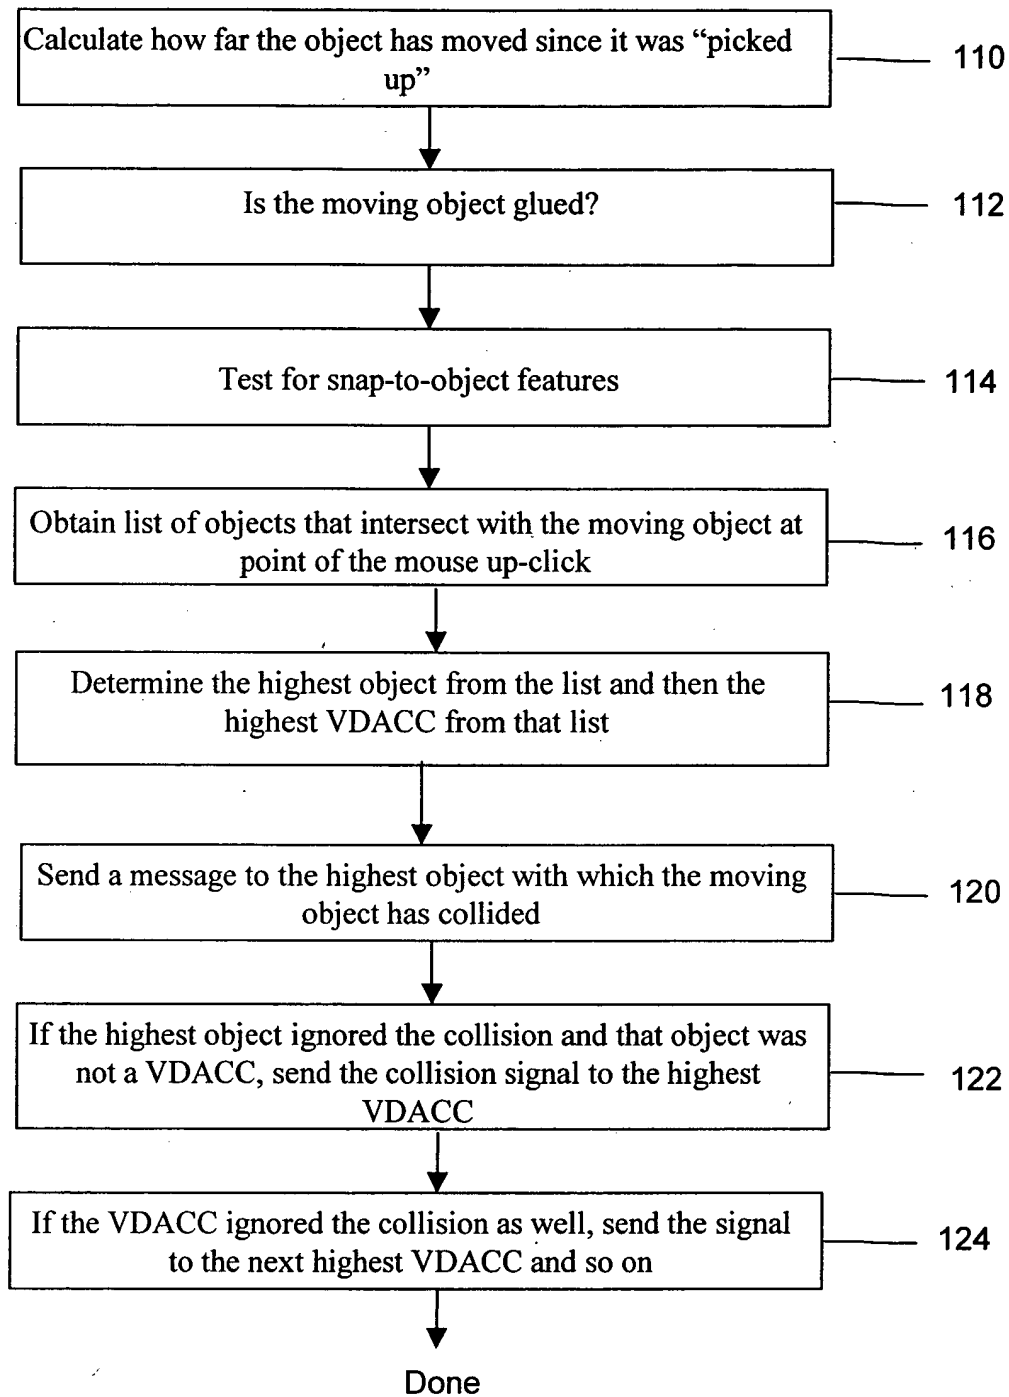 Calculate how far the object has moved since it was “picked
up”
110
Is the moving object glued?
112
Test for snap-to-object features
114
Obtain list of objects that intersect with the moving object at
point of the mouse up-click
116
Determine the highest object from the list and then the
highest VDACC from that list
118
Send a message to the highest object with which the moving
object has collided
120
If the highest object ignored the collision and that object was
not a VDACC, send the collision signal to the highest
VDACC
122
If the VDACC ignored the collision as well, send the signal
to the next highest VDACC and so on
124
Done